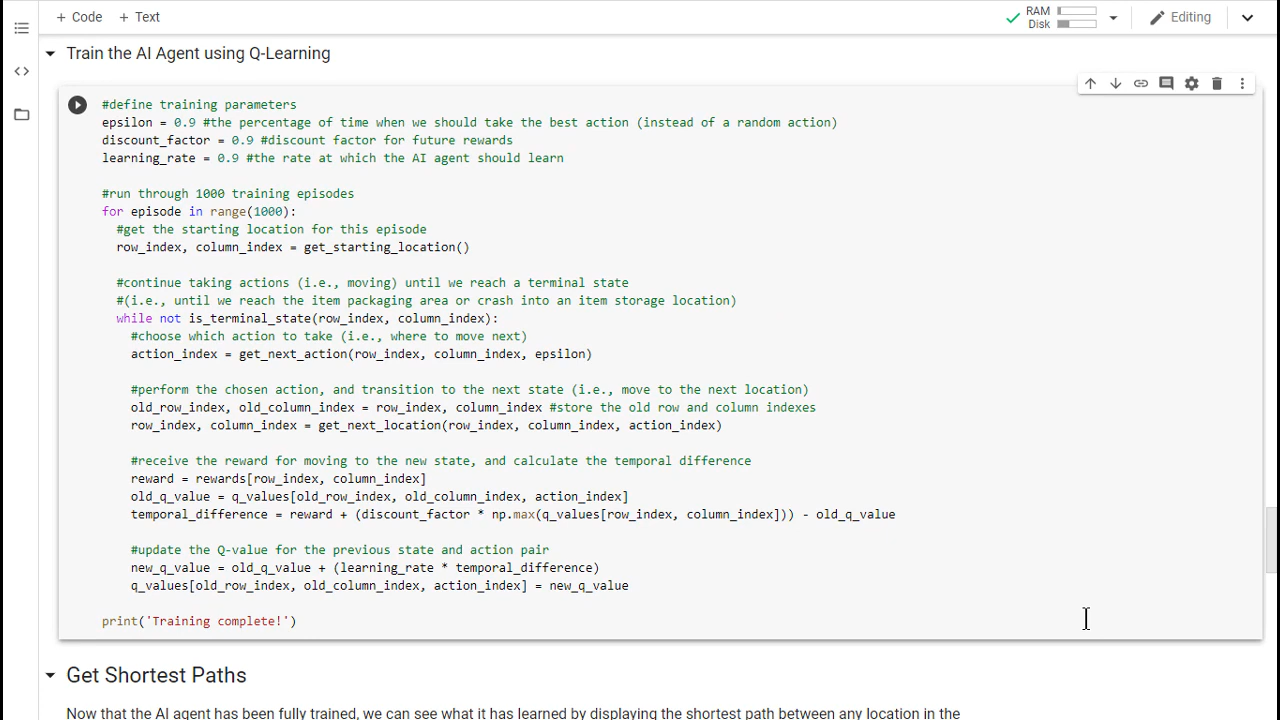 + Code + Text
RAM
Disk
Editing
Train the AI Agent using Q-Learning
#define training parameters
epsilon = 0.9 #the percentage of time when we should take the best action (instead of a random action)
discount_factor = 0.9 #discount factor for future rewards
learning_rate = 0.9 #the rate at which the AI agent should learn
#run through 1000 training episodes
for episode in range(1000):
#get the starting location for this episode
row_index, column_index = get_starting_location()
#continue taking actions (i.e., moving) until we reach a terminal state
#(i.e., until we reach the item packaging area or crash into an item storage location)
while not is_terminal_state(row_index, column_index):
#choose which action to take (i.e., where to move next)
action_index = get_next_action(row_index, column_index, epsilon)
#perform the chosen action, and transition to the next state (i.e., move to the next location)
old_row_index, old_column_index = row_index, column_index #store the old row and column indexes
row_index, column_index = get_next_location(row_index, column_index, action_index)
#receive the reward for moving to the new state, and calculate the temporal difference
reward = rewards[row_index, column_index]
old_q_value = q_values[old_row_index, old_column_index, action_index]
temporal_difference = reward + (discount_factor * np.max(q_values[row_index, column_index])) - old_q_value
#update the Q-value for the previous state and action pair
new_q_value = old_q_value + (learning_rate * temporal_difference)
q_values[old_row_index, old_column_index, action_index] = new_q_value
print('Training complete!')
Get Shortest Paths
Now that the AI agent has been fully trained, we can see what it has learned by displaying the shortest path between any location in the